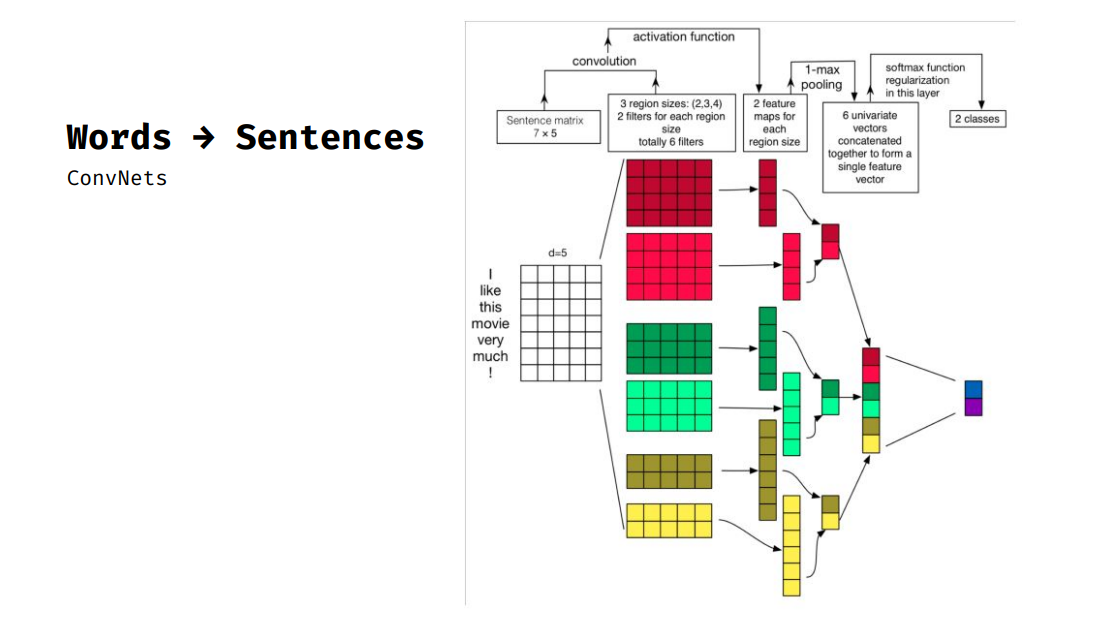 Words → Sentences
ConvNets
activation function
convolution
1-max
pooling
softmax function
regularization
in this layer
Sentence matrix
7 × 5
3 region sizes: (2,3,4)
2 filters for each region
size
totally 6 filters
2 feature
maps for
each
region size
6 univariate
vectors
concatenated
together to form a
single feature
vector
2 classes
d=5
I
like
this
movie
very
much
!